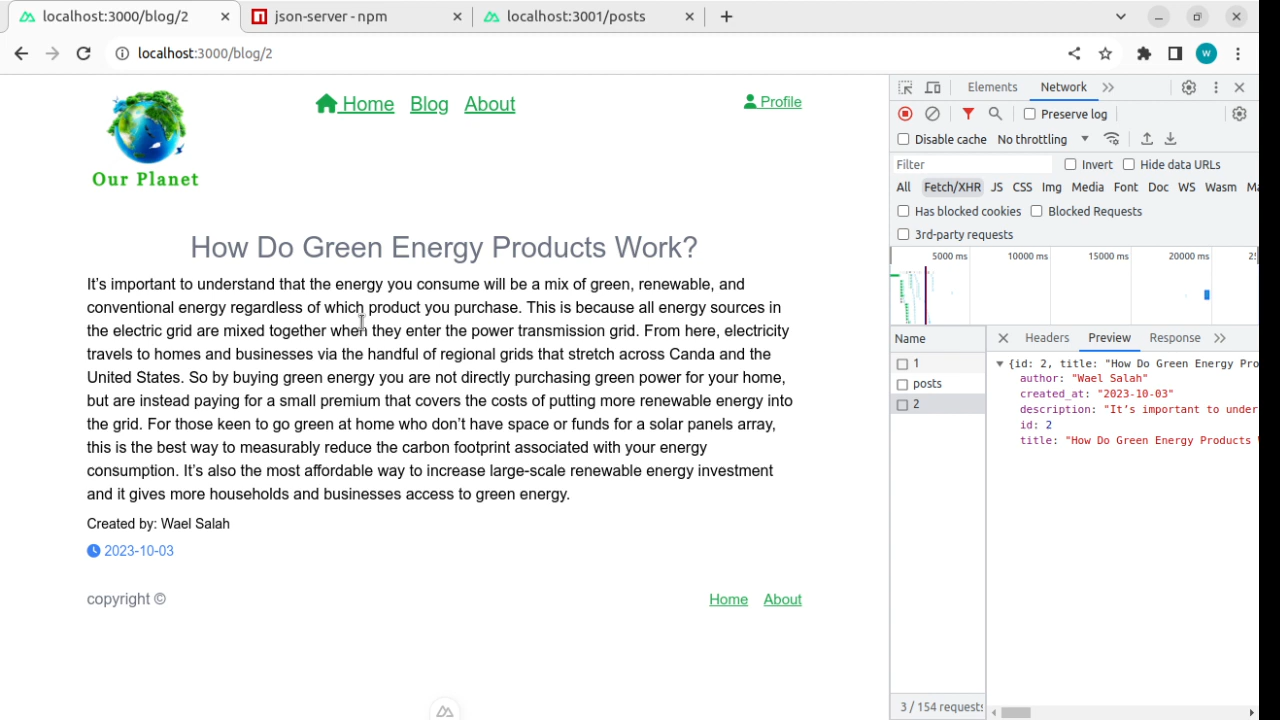 localhost:3000/blog/2
json-server - npm
localhost:3001/posts
localhost:3000/blog/2
W
Our Planet
Home Blog About
Profile
How Do Green Energy Products Work?
It’s important to understand that the energy you consume will be a mix of green, renewable, and
conventional energy regardless of which product you purchase. This is because all energy sources in
the electric grid are mixed together when they enter the power transmission grid. From here, electricity
travels to homes and businesses via the handful of regional grids that stretch across Canda and the
United States. So by buying green energy you are not directly purchasing green power for your home,
but are instead paying for a small premium that covers the costs of putting more renewable energy into
the grid. For those keen to go green at home who don’t have space or funds for a solar panels array,
this is the best way to measurably reduce the carbon footprint associated with your energy
consumption. It’s also the most affordable way to increase large-scale renewable energy investment
and it gives more households and businesses access to green energy.
Created by: Wael Salah
2023-10-03
copyright ©
Home About
Elements Network
Preserve log
Disable cache No throttling
Filter
Invert Hide data URLs
All Fetch/XHR JS CSS Img Media Font Doc WS Wasm
Has blocked cookies Blocked Requests
3rd-party requests
5000 ms 10000 ms 15000 ms 20000 ms
Name
Headers Preview Response
1
posts
2
{id: 2, title: "How Do Green Energy Pro
author: "Wael Salah"
created_at: "2023-10-03"
description: "It’s important to under
id: 2
title: "How Do Green Energy Products
3 / 154 requests